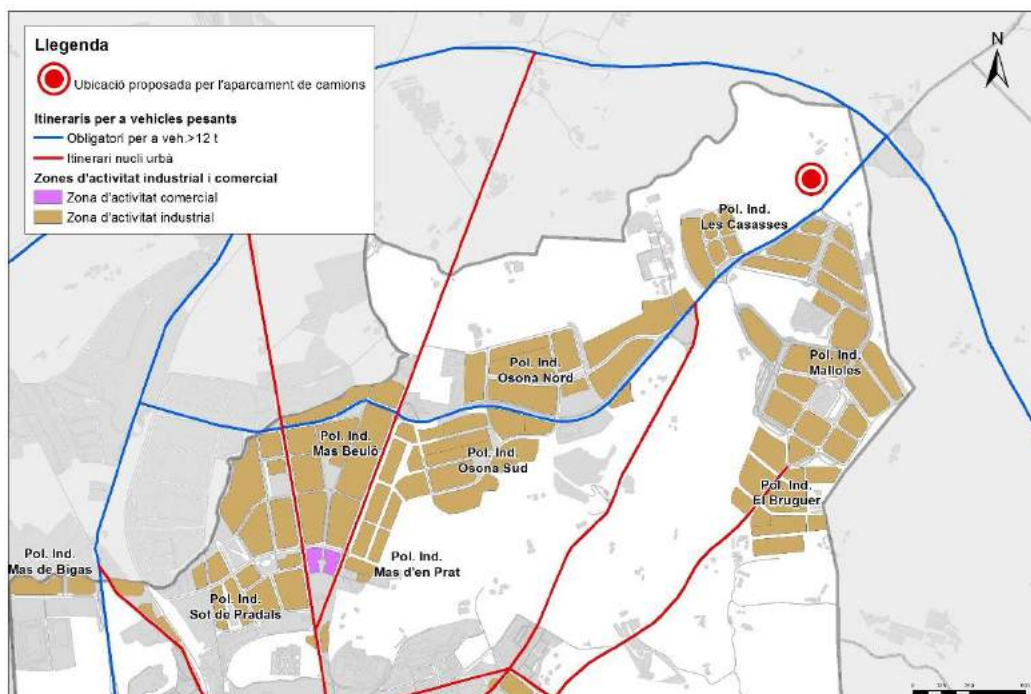 Llegenda
Ubicació proposada per l'aparcament de camions
Itineraris per a vehicles pesants
Obligatori per a veh.>12 t
Itinerari nucli urbà
Zones d'activitat industrial i comercial
Zona d'activitat comercial
Zona d'activitat industrial
N
Pol. Ind.
Les Casasses
Pol. Ind.
Malloles
Pol. Ind.
Osona Nord
Pol. Ind.
Mas Beuló
Pol. Ind.
Osona Sud
Pol. Ind.
El Bruguer
Pol. Ind.
Mas de Bigas
Pol. Ind.
Mas d'en Prat
Pol. Ind.
Sot de Pradals